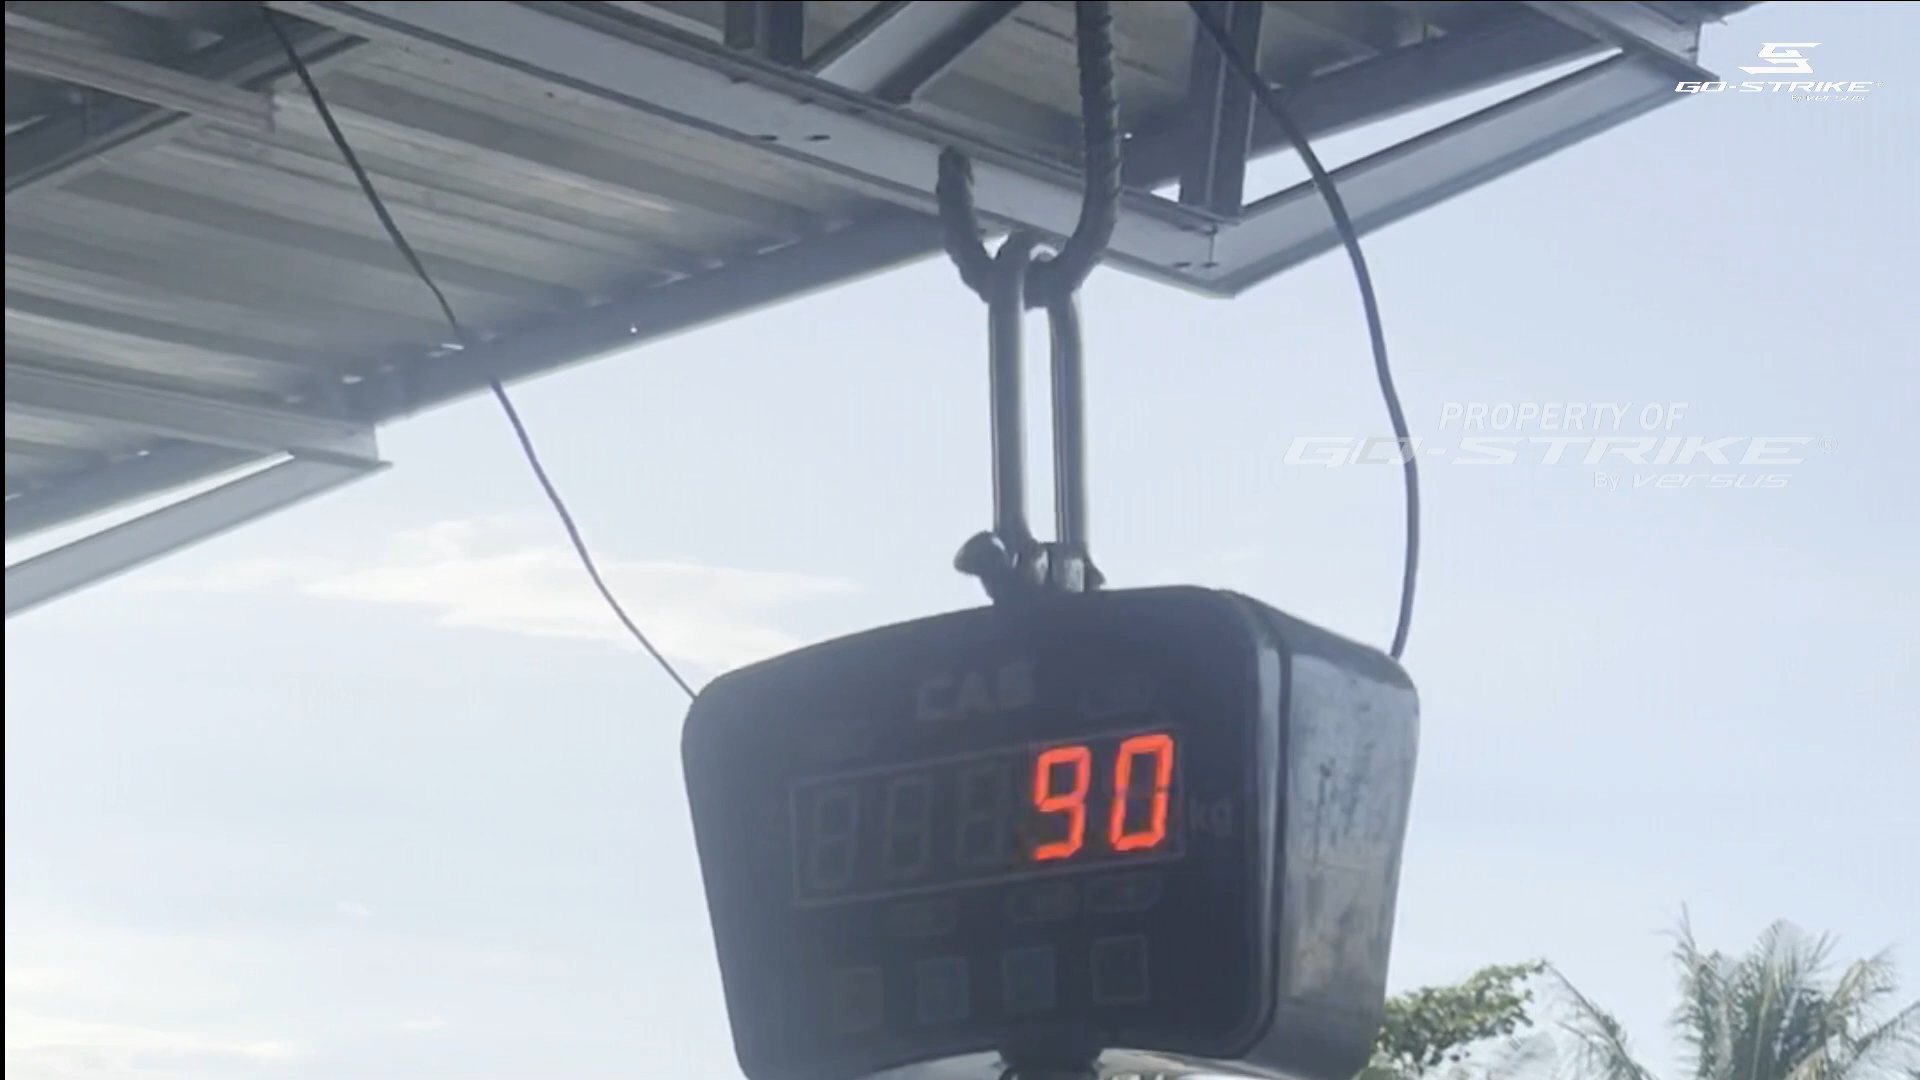 GO-STRIKE
By versus
PROPERTY OF
GO-STRIKE®
By versus
CAS
90
kg